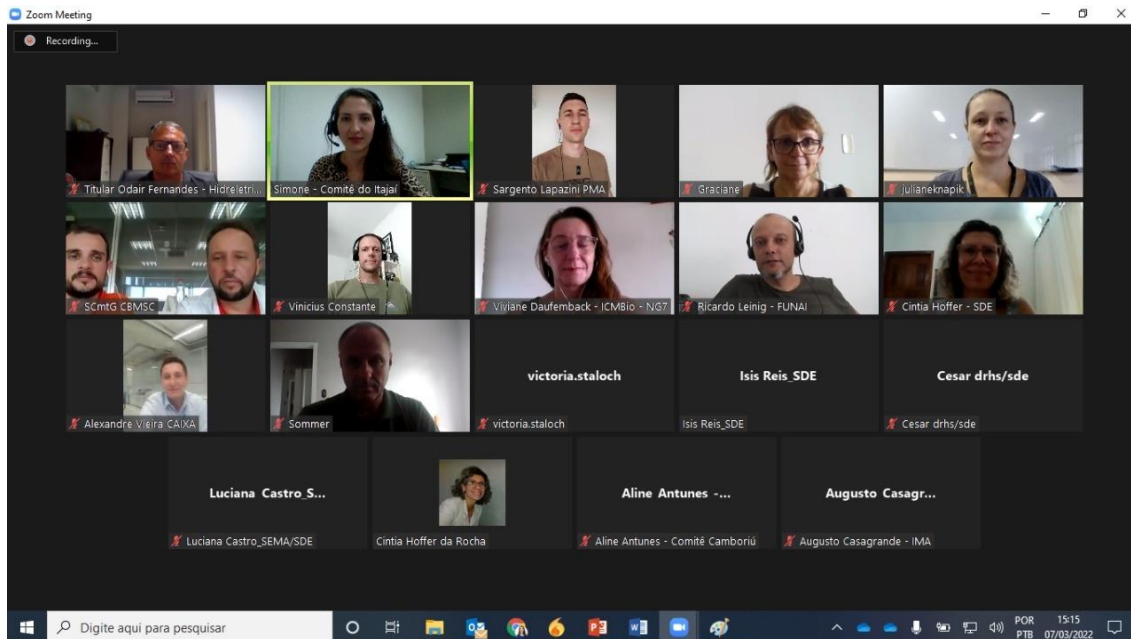 Zoom Meeting
Recording...
Titular Odair Fernandes - Hidreletri...
Simone - Comitê do Itajaí
Sargento Lapazini PMA
Graciane
julianeknapik
SCmtG CBMSC
Vinicius Constante
Viviane Daufemback - ICMBio - NG7
Ricardo Leinig - FUNAI
Cintia Hoffer - SDE
Alexandre Vieira CAIXA
Sommer
victoria.staloch
victoria.staloch
Isis Reis_SDE
Isis Reis_SDE
Cesar drhs/sde
Cesar drhs/sde
Luciana Castro_S...
Luciana Castro_SEMA/SDE
Cintia Hoffer da Rocha
Aline Antunes -...
Aline Antunes - Comitê Camboriú
Augusto Casagr...
Augusto Casagrande - IMA
Digite aqui para pesquisar
POR
PTB
15:15
07/03/2022